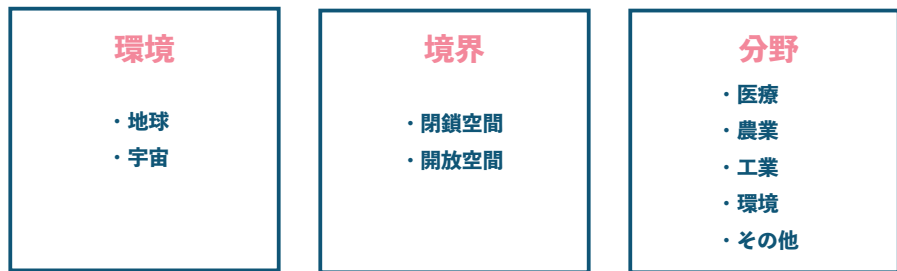 環境
・地球
・宇宙
境界
・閉鎖空間
・開放空間
分野
・医療
・農業
・工業
・環境
・その他